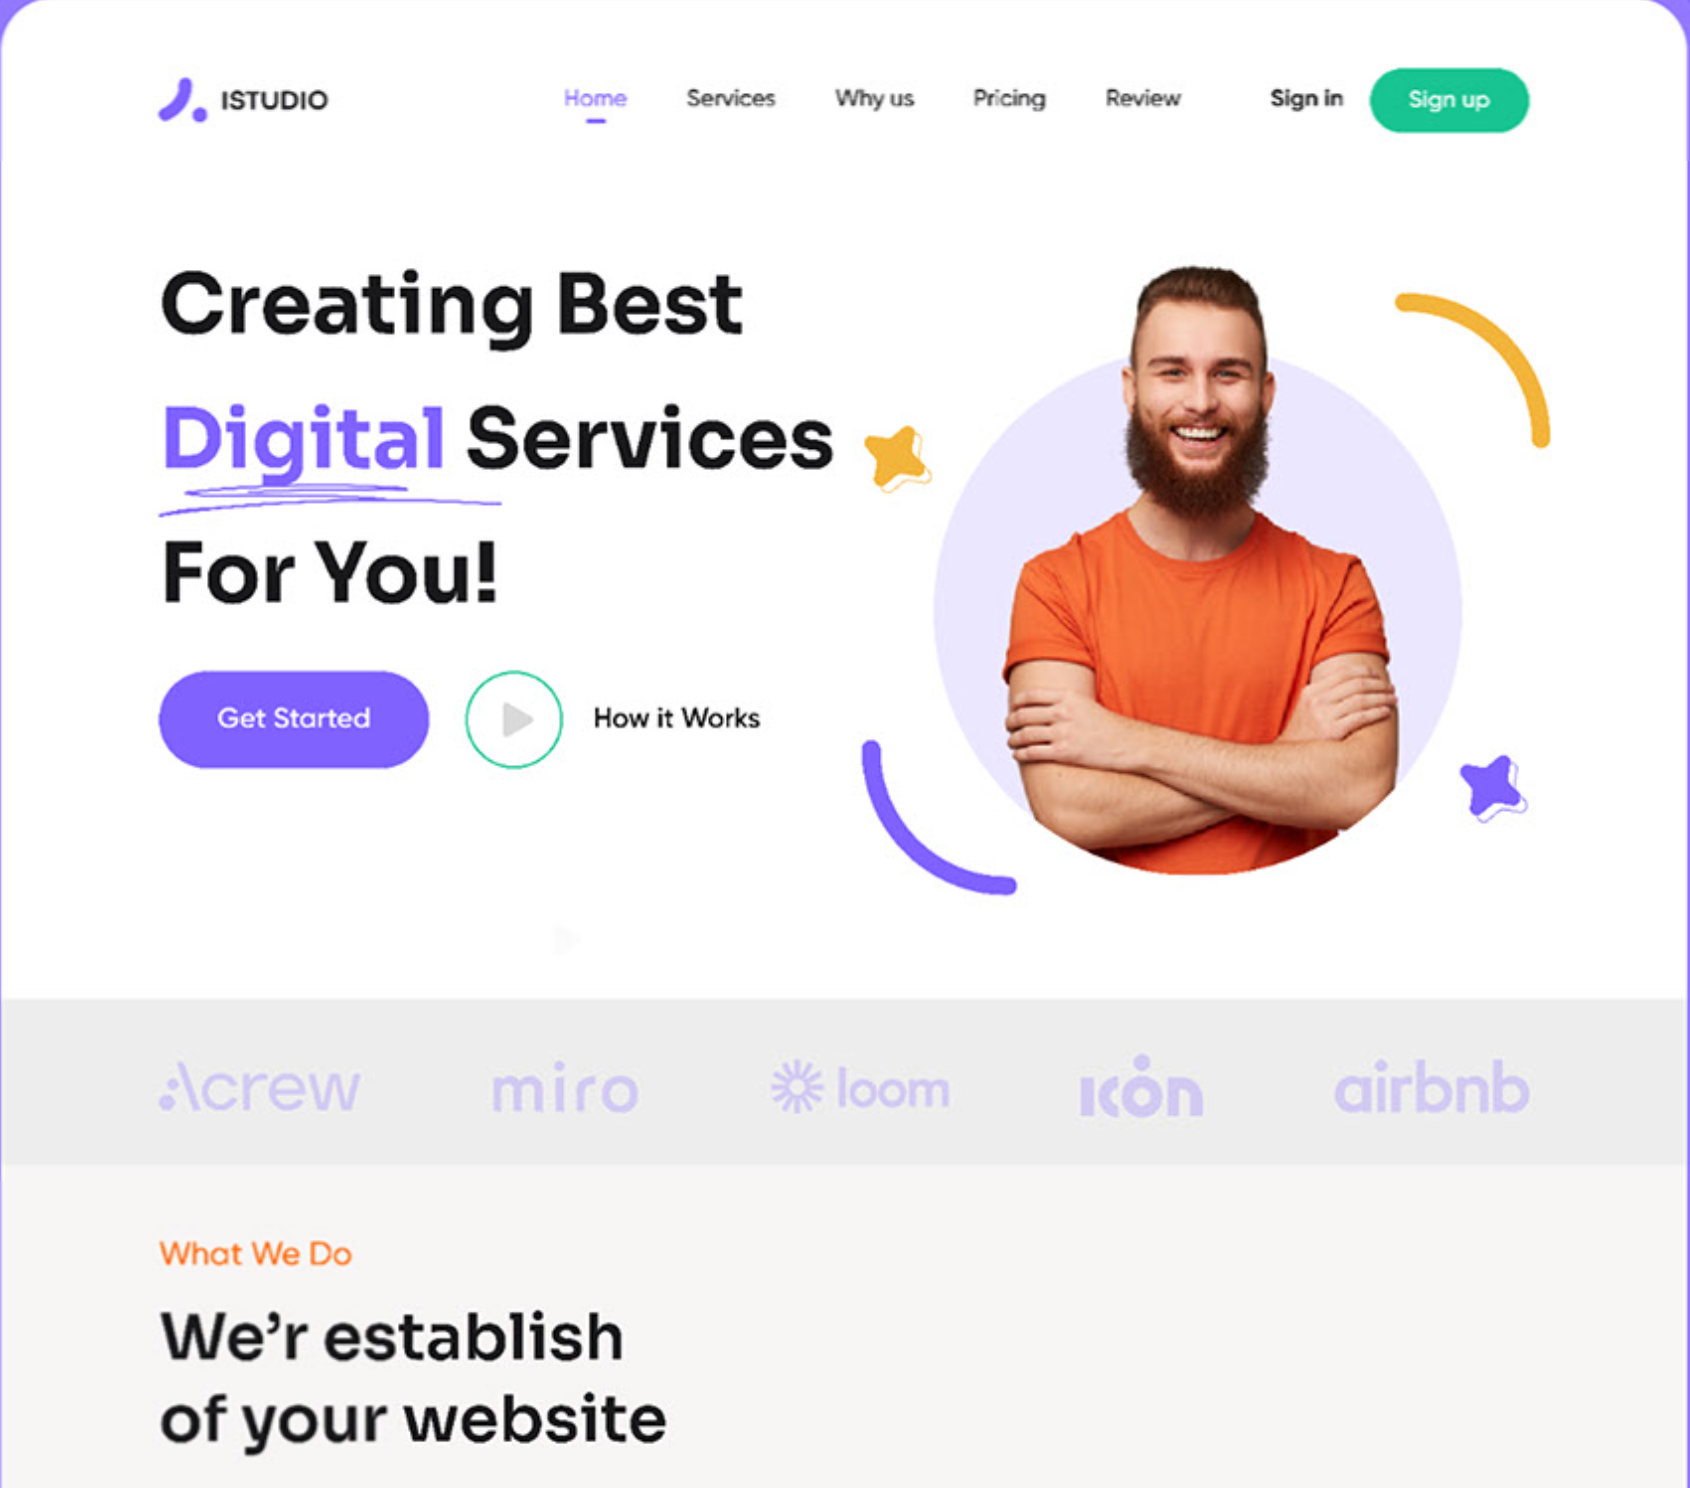 ISTUDIO
Home Services Why us Pricing Review Sign in Sign up
Creating Best
Digital Services
For You!
Get Started How it Works
crew miro loom ıcon airbnb
What We Do
We’r establish
of your website